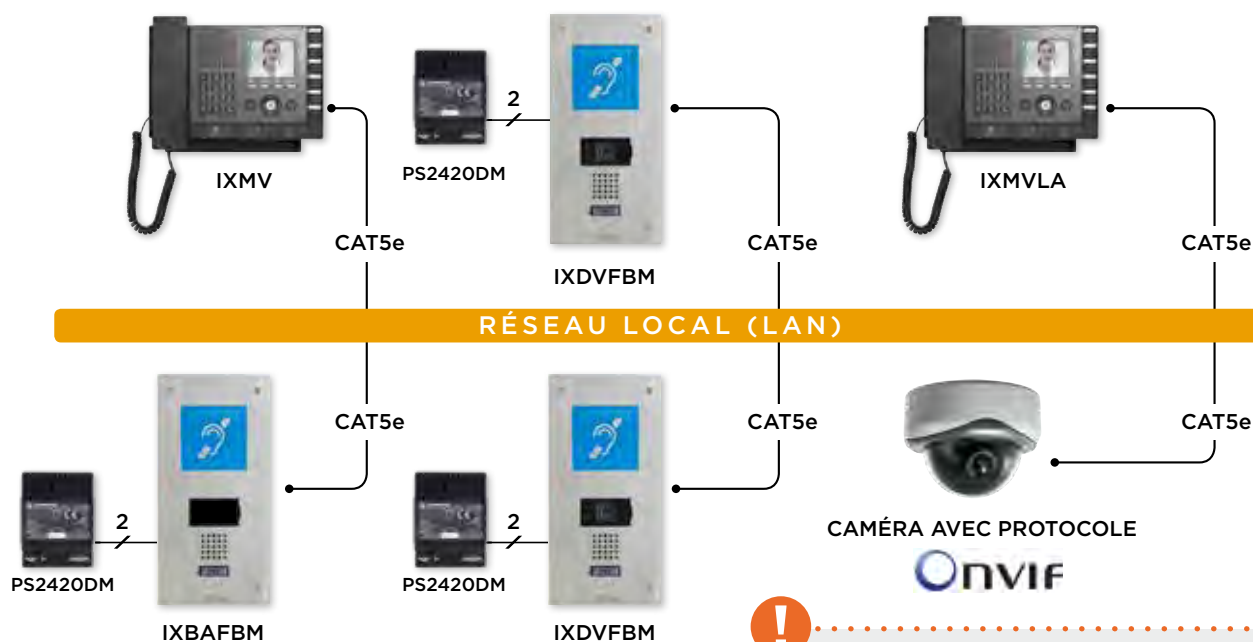 IXMV
2
PS2420DM
IXDVFBM
IXMVLA
CAT5e
CAT5e
CAT5e
RÉSEAU LOCAL (LAN)
CAT5e
CAT5e
CAT5e
2
PS2420DM
IXBAFBM
2
PS2420DM
IXDVFBM
CAMÉRA AVEC PROTOCOLE
Onvif
!